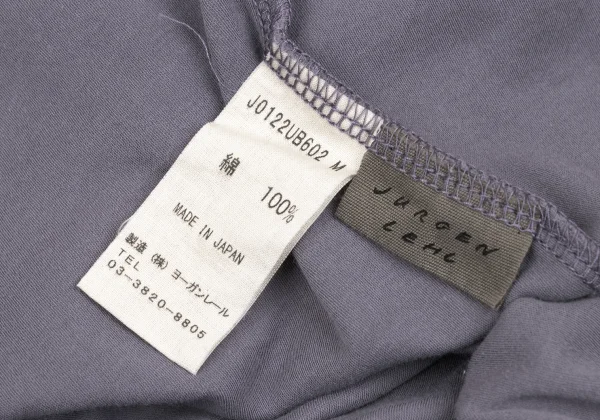 J0122UB602 M
綿 100%
MADE IN JAPAN
製造 (株) ヨーガンレール
TEL
03-3820-8805
JURGEN
LEHL